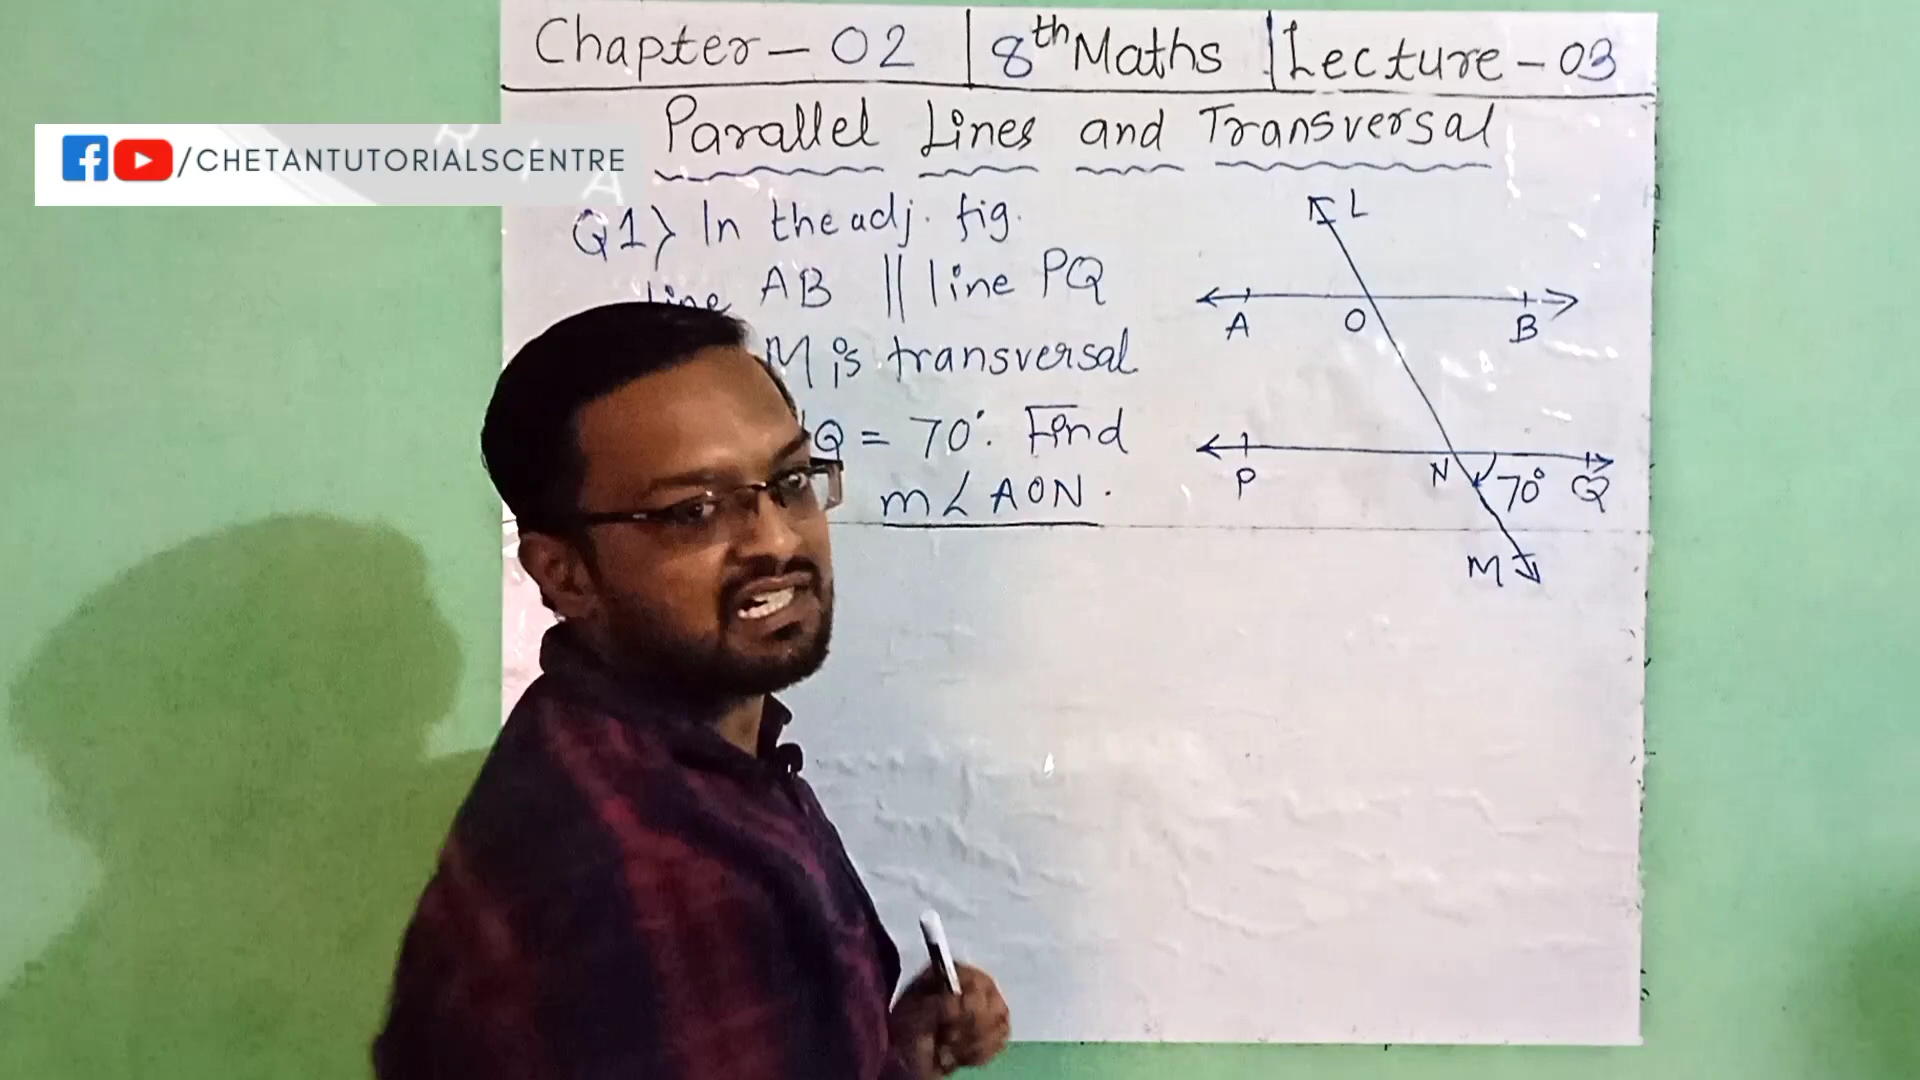 Chapter - 02 | 8th Maths | Lecture - 03
Parallel Lines and Transversal
/CHETANTUTORIALSCENTRE
Q1> In the adj. fig.
line AB || line PQ
M is transversal
Q = 70°. Find
m∠AON.
L
A O B
P N 70° Q
M